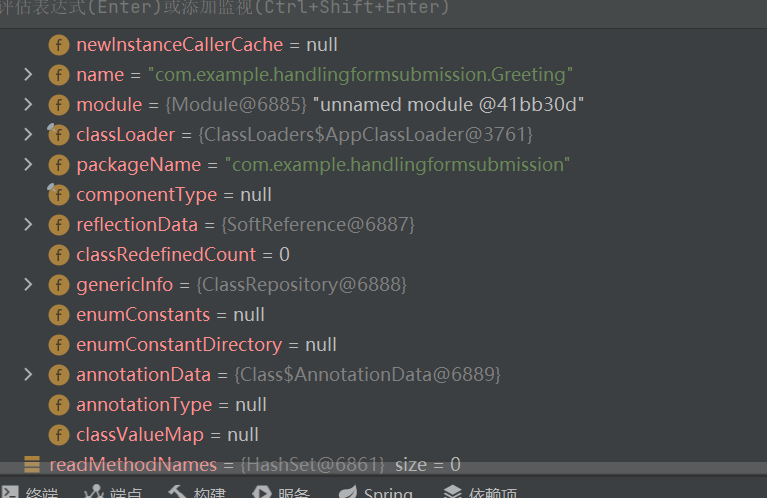 评估表达式(Enter)或添加监视(Ctrl+Shift+Enter)
f newInstanceCallerCache = null
f name = "com.example.handlingformsubmission.Greeting"
f module = {Module@6885} "unnamed module @41bb30d"
f classLoader = {ClassLoaders$AppClassLoader@3761}
f packageName = "com.example.handlingformsubmission"
f componentType = null
f reflectionData = {SoftReference@6887}
f classRedefinedCount = 0
f genericInfo = {ClassRepository@6888}
f enumConstants = null
f enumConstantDirectory = null
f annotationData = {Class$AnnotationData@6889}
f annotationType = null
f classValueMap = null
readMethodNames = {HashSet@6861} size = 0
终端 端点 构建 服务 Spring 依赖项